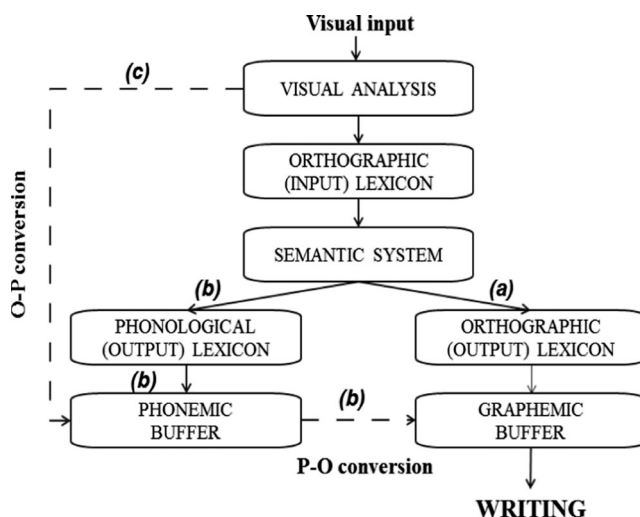 Visual input
(c)
VISUAL ANALYSIS
ORTHOGRAPHIC
(INPUT) LEXICON
O-P conversion
SEMANTIC SYSTEM
(b)
(a)
PHONOLOGICAL
(OUTPUT) LEXICON
ORTHOGRAPHIC
(OUTPUT) LEXICON
(b)
(b)
PHONEMIC
BUFFER
GRAPHEMIC
BUFFER
P-O conversion
WRITING